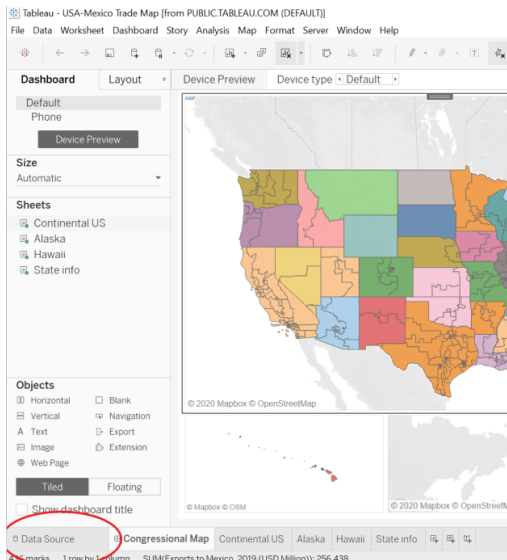 Tableau - USA-Mexico Trade Map [from PUBLIC.TABLEAU.COM (DEFAULT)]
File Data Worksheet Dashboard Story Analysis Map Format Server Window Help
Dashboard Layout Device Preview Device type Default
Default
Phone
Device Preview
Size
Automatic
Sheets
Continental US
Alaska
Hawaii
State info
Objects
Horizontal Blank
Vertical Navigation
A Text Export
Image Extension
Web Page
© 2020 Mapbox © OpenStreetMap
Tiled Floating
© Mapbox © OSM
© 2020 Mapbox © OpenStreetM
Show dashboard title
Data Source Congressional Map Continental US Alaska Hawaii State info
436 marks 1 row by 1 column SUM(Exports to Mexico, 2019 (USD Million)): 256,438